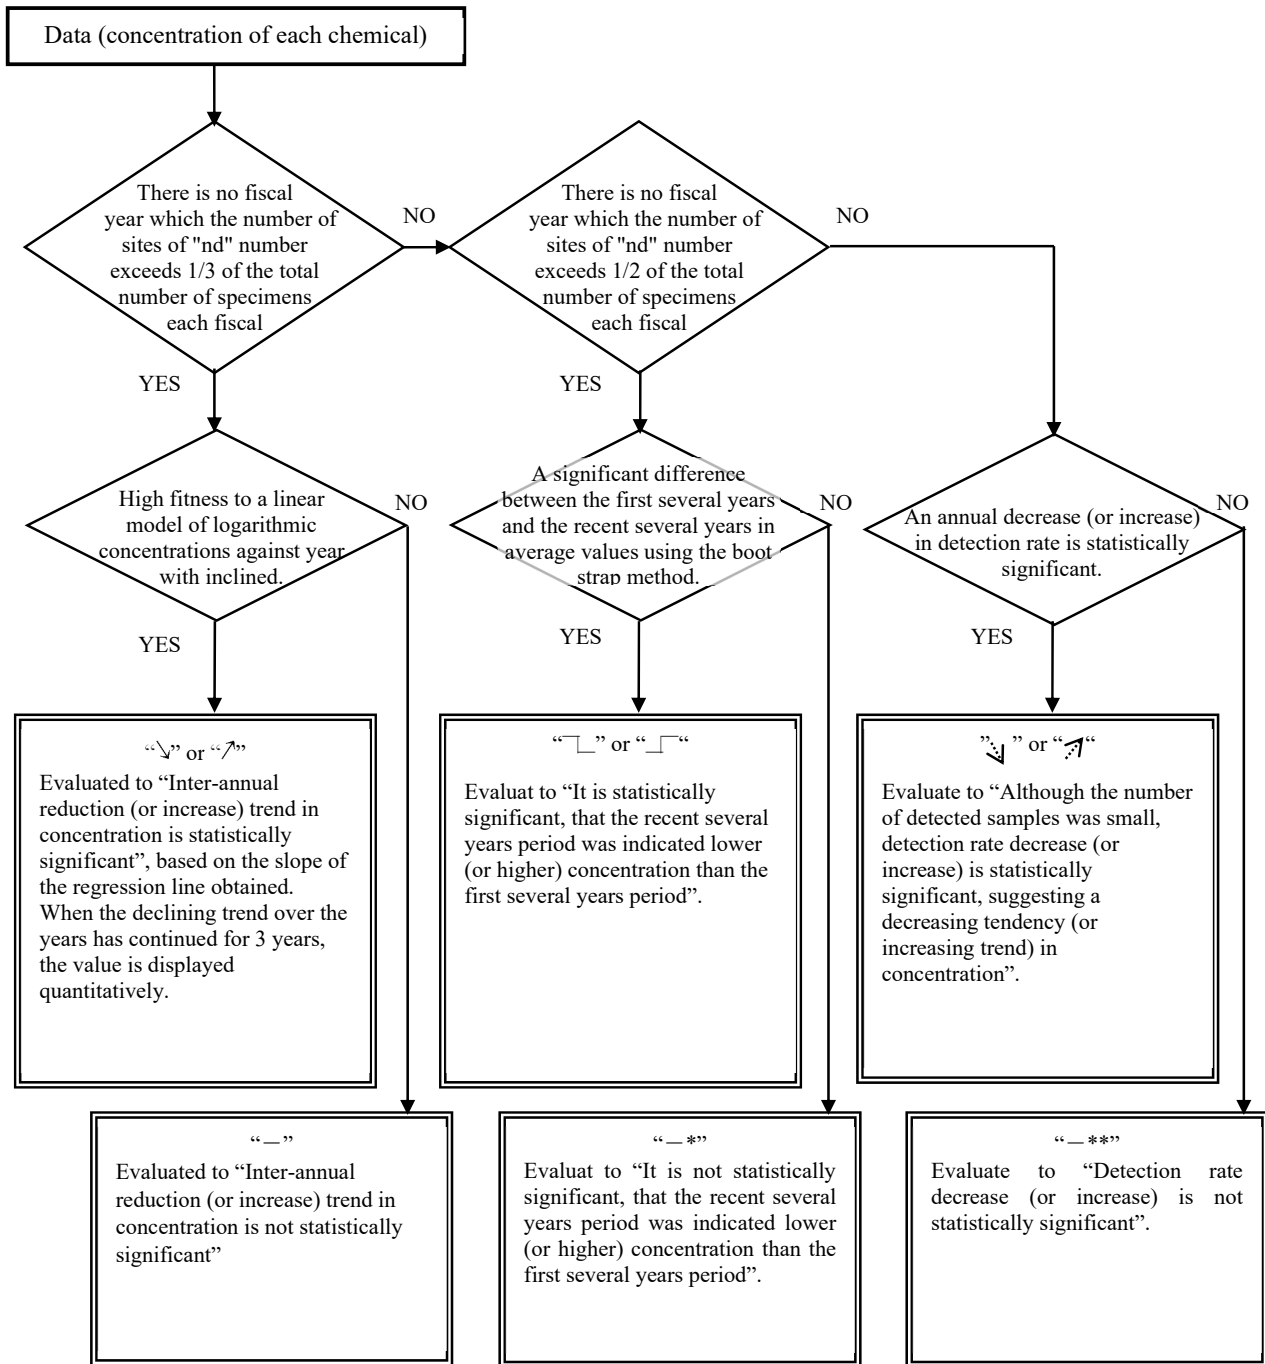 Data (concentration of each chemical)
There is no fiscal
year which the number of
sites of "nd" number
exceeds 1/3 of the total
number of specimens
each fiscal
NO
There is no fiscal
year which the number of
sites of "nd" number
exceeds 1/2 of the total
number of specimens
each fiscal
NO
YES
YES
High fitness to a linear
model of logarithmic
concentrations against year
with inclined.
NO
A significant difference
between the first several years
and the recent several years in
average values using the boot
strap method.
NO
An annual decrease (or increase)
in detection rate is statistically
significant.
NO
YES
YES
YES
“↘” or “↗”
Evaluated to “Inter-annual
reduction (or increase) trend in
concentration is statistically
significant”, based on the slope of
the regression line obtained.
When the declining trend over the
years has continued for 3 years,
the value is displayed
quantitatively.
“ ” or “ “
Evaluat to “It is statistically
significant, that the recent several
years period was indicated lower
(or higher) concentration than the
first several years period”.
” ” or “ “
Evaluate to “Although the number
of detected samples was small,
detection rate decrease (or
increase) is statistically
significant, suggesting a
decreasing tendency (or
increasing trend) in
concentration”.
“—”
Evaluated to “Inter-annual
reduction (or increase) trend in
concentration is not statistically
significant”
“—*”
Evaluat to “It is not statistically
significant, that the recent several
years period was indicated lower
(or higher) concentration than the
first several years period”.
“—**”
Evaluate to “Detection rate
decrease (or increase) is not
statistically significant”.